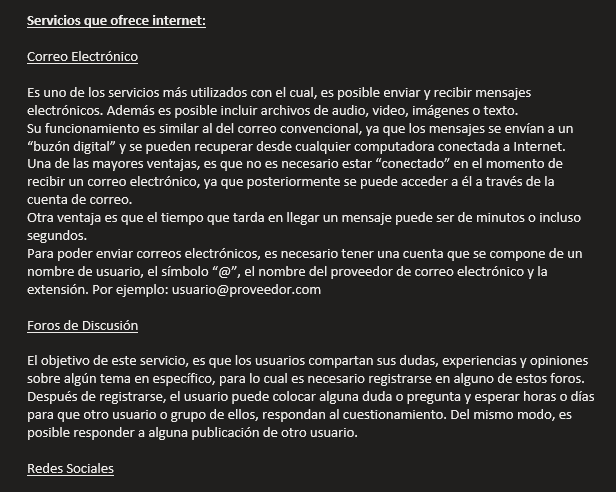 Servicios que ofrece internet:
Correo Electrónico
Es uno de los servicios más utilizados con el cual, es posible enviar y recibir mensajes
electrónicos. Además es posible incluir archivos de audio, video, imágenes o texto.
Su funcionamiento es similar al del correo convencional, ya que los mensajes se envían a un
“buzón digital” y se pueden recuperar desde cualquier computadora conectada a Internet.
Una de las mayores ventajas, es que no es necesario estar “conectado” en el momento de
recibir un correo electrónico, ya que posteriormente se puede acceder a él a través de la
cuenta de correo.
Otra ventaja es que el tiempo que tarda en llegar un mensaje puede ser de minutos o incluso
segundos.
Para poder enviar correos electrónicos, es necesario tener una cuenta que se compone de un
nombre de usuario, el símbolo “@”, el nombre del proveedor de correo electrónico y la
extensión. Por ejemplo: usuario@proveedor.com
Foros de Discusión
El objetivo de este servicio, es que los usuarios compartan sus dudas, experiencias y opiniones
sobre algún tema en específico, para lo cual es necesario registrarse en alguno de estos foros.
Después de registrarse, el usuario puede colocar alguna duda o pregunta y esperar horas o días
para que otro usuario o grupo de ellos, respondan al cuestionamiento. Del mismo modo, es
posible responder a alguna publicación de otro usuario.
Redes Sociales